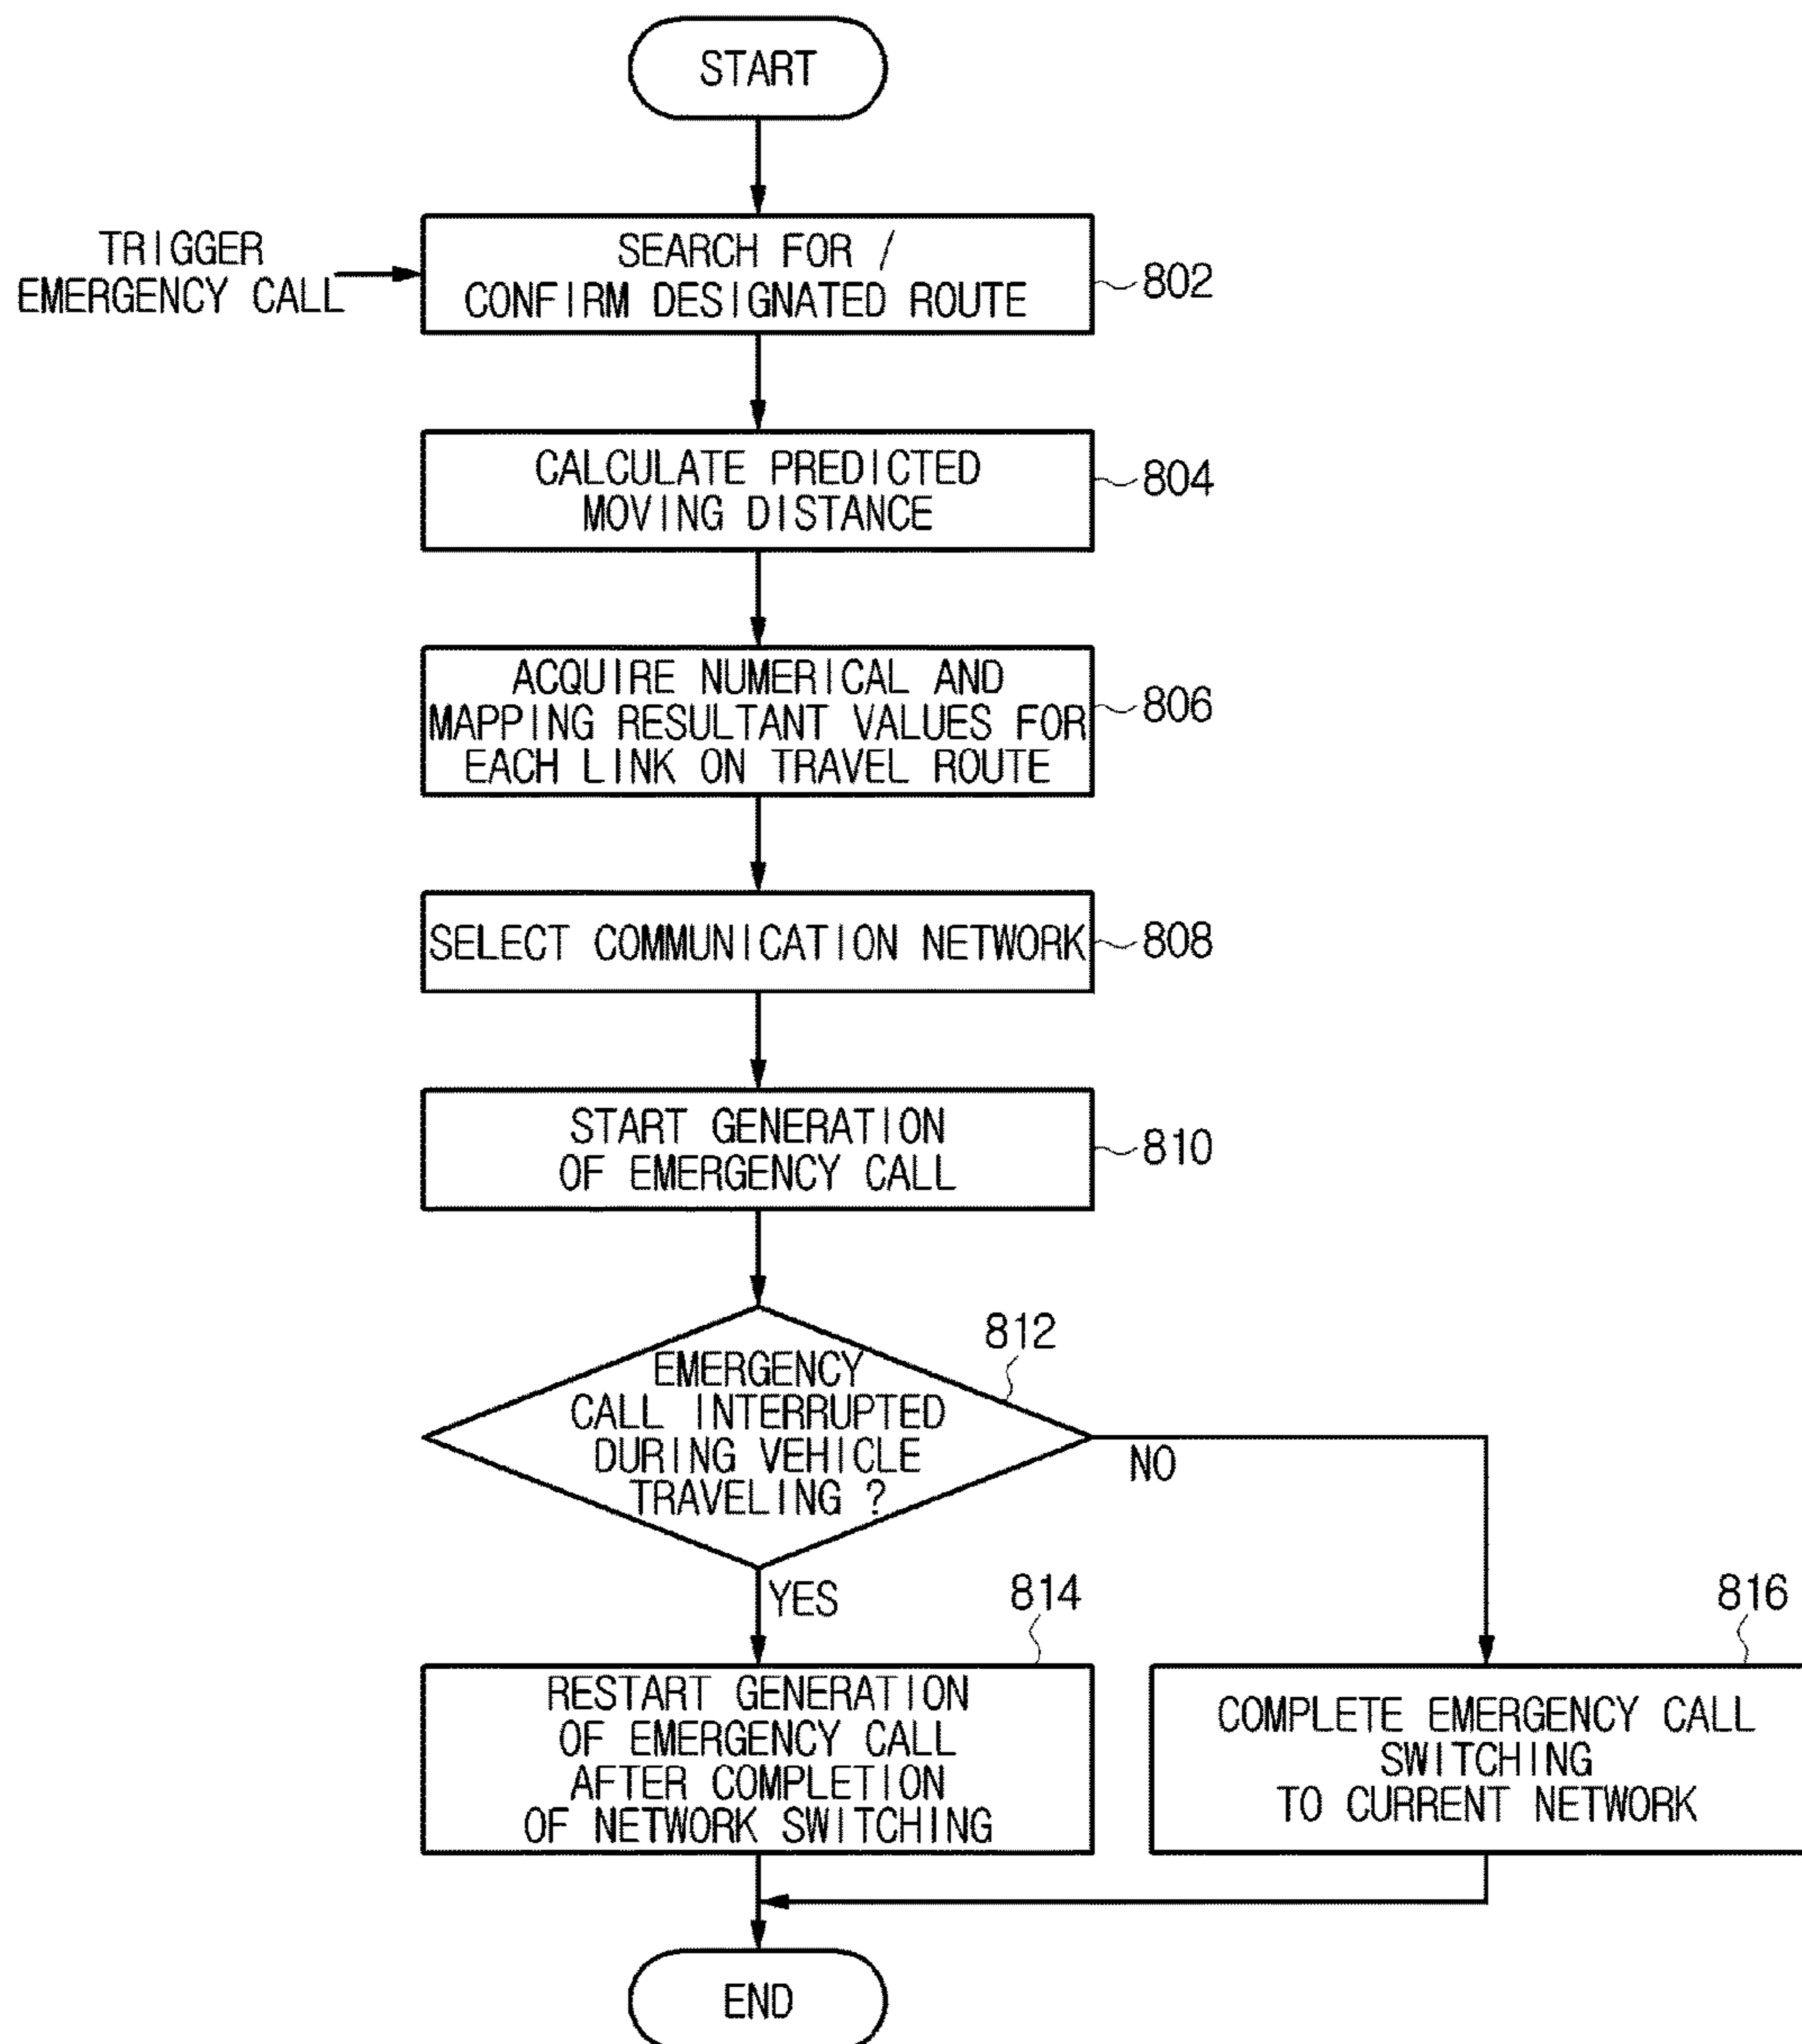 START
TRIGGER
EMERGENCY CALL
SEARCH FOR /
CONFIRM DESIGNATED ROUTE
802
CALCULATE PREDICTED
MOVING DISTANCE
804
ACQUIRE NUMERICAL AND
MAPPING RESULTANT VALUES FOR
EACH LINK ON TRAVEL ROUTE
806
SELECT COMMUNICATION NETWORK
808
START GENERATION
OF EMERGENCY CALL
810
812
EMERGENCY
CALL INTERRUPTED
DURING VEHICLE
TRAVELING ?
NO
YES
814
816
RESTART GENERATION
OF EMERGENCY CALL
AFTER COMPLETION
OF NETWORK SWITCHING
COMPLETE EMERGENCY CALL
SWITCHING
TO CURRENT NETWORK
END